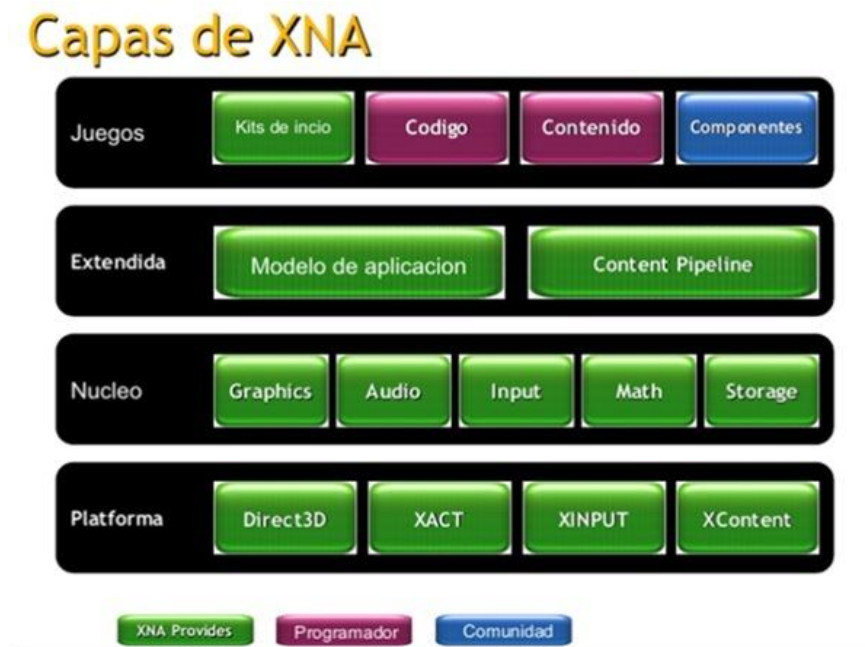 Capas de XNA
Juegos Kits de incio Codigo Contenido Componentes
Extendida Modelo de aplicacion Content Pipeline
Nucleo Graphics Audio Input Math Storage
Platforma Direct3D XACT XINPUT XContent
XNA Provides Programador Comunidad